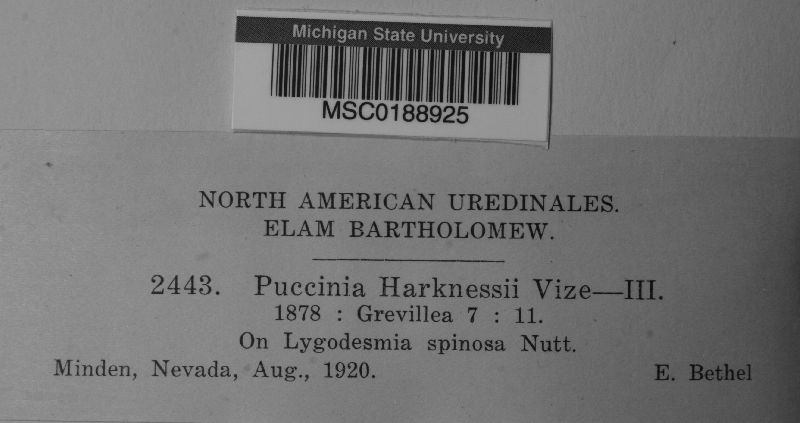 Michigan State University
MSC0188925
NORTH AMERICAN UREDINALES.
ELAM BARTHOLOMEW.
2443. Puccinia Harknessii Vize—III.
1878 : Grevillea 7 : 11.
On Lygodesmia spinosa Nutt.
Minden, Nevada, Aug., 1920. E. Bethel